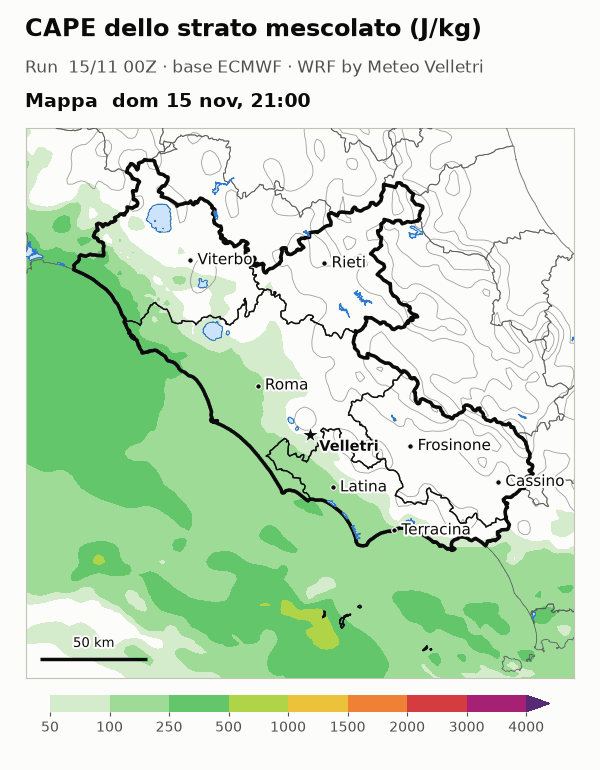 CAPE dello strato mescolato (J/kg)
Run  15/11 00Z · base ECMWF · WRF by Meteo Velletri
Mappa  dom 15 nov, 21:00
Viterbo
Rieti
Roma
Velletri
Frosinone
Cassino
Latina
Terracina
50 km
50 100 250 500 1000 1500 2000 3000 4000